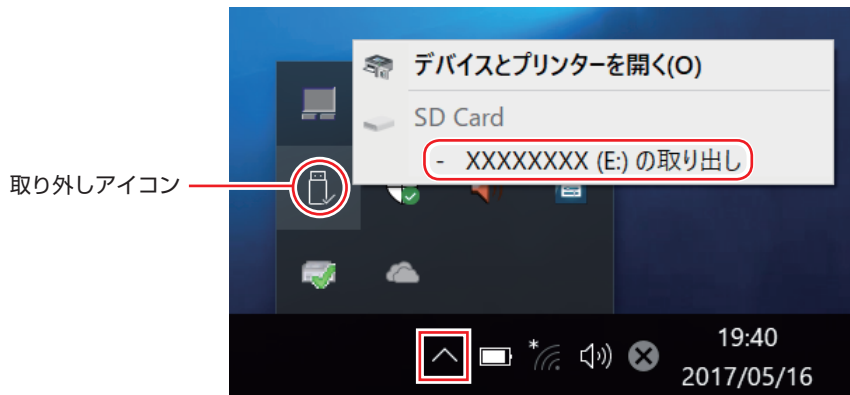 デバイスとプリンターを開く(O)
SD Card
- XXXXXXXX (E:) の取り出し
取り外しアイコン
19:40
2017/05/16